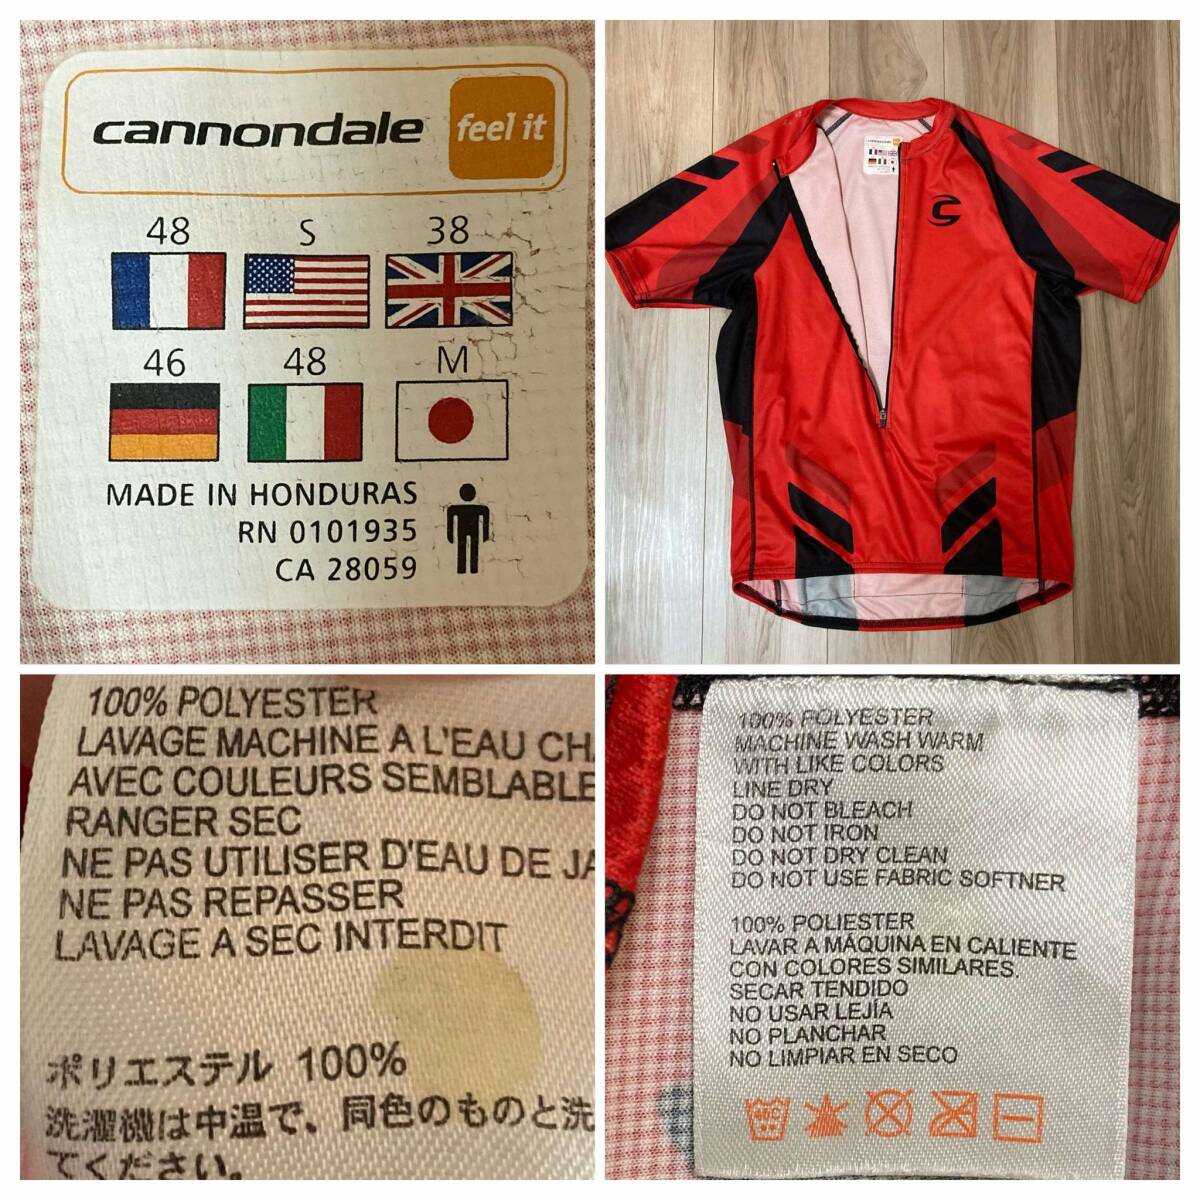 cannondale feel it
48 S 38
46 48 M
MADE IN HONDURAS
RN 0101935
CA 28059
100% POLYESTER
LAVAGE MACHINE A L'EAU CH
AVEC COULEURS SEMBLABLE
RANGER SEC
NE PAS UTILISER D'EAU DE JA
NE PAS REPASSER
LAVAGE A SEC INTERDIT
ポリエステル 100%
洗濯機は中温で、同色のものと洗
てください。
100% POLYESTER
MACHINE WASH WARM
WITH LIKE COLORS
LINE DRY
DO NOT BLEACH
DO NOT IRON
DO NOT DRY CLEAN
DO NOT USE FABRIC SOFTNER
100% POLIESTER
LAVAR A MÁQUINA EN CALIENTE
CON COLORES SIMILARES.
SECAR TENDIDO
NO USAR LEJÍA
NO PLANCHAR
NO LIMPIAR EN SECO
40C